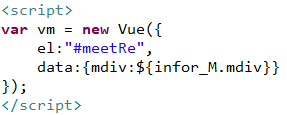 <script>
var vm = new Vue({
    el:"#meetRe",
    data:{mdiv:${infor_M.mdiv}}
});
</script>